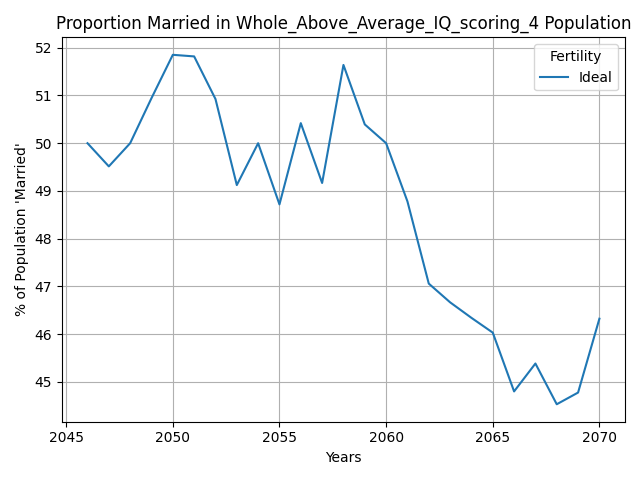 Proportion Married in Whole_Above_Average_IQ_scoring_4 Population
Fertility
Ideal
% of Population 'Married'
52
51
50
49
48
47
46
45
2045
2050
2055
2060
2065
2070
Years